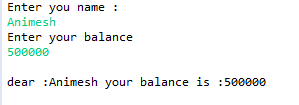 Enter you name :
Animesh
Enter your balance
500000
dear :Animesh your balance is :500000